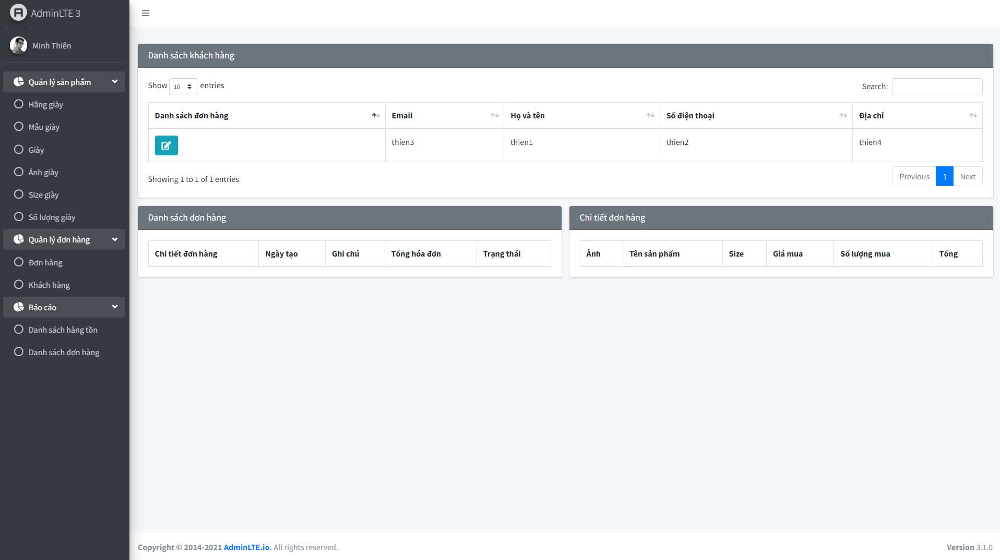 AdminLTE 3
Minh Thiên
Quản lý sản phẩm
Hãng giày
Mẫu giày
Giày
Ảnh giày
Size giày
Số lượng giày
Quản lý đơn hàng
Đơn hàng
Khách hàng
Báo cáo
Danh sách hàng tồn
Danh sách đơn hàng
Danh sách khách hàng
Show 10 entries Search:
Danh sách đơn hàng Email Họ và tên Số điện thoại Địa chỉ
thien3 thien1 thien2 thien4
Showing 1 to 1 of 1 entries Previous 1 Next
Danh sách đơn hàng
Chi tiết đơn hàng Ngày tạo Ghi chú Tổng hóa đơn Trạng thái
Chi tiết đơn hàng
Ảnh Tên sản phẩm Size Giá mua Số lượng mua Tổng
Copyright © 2014-2021 AdminLTE.io. All rights reserved. Version 3.1.0